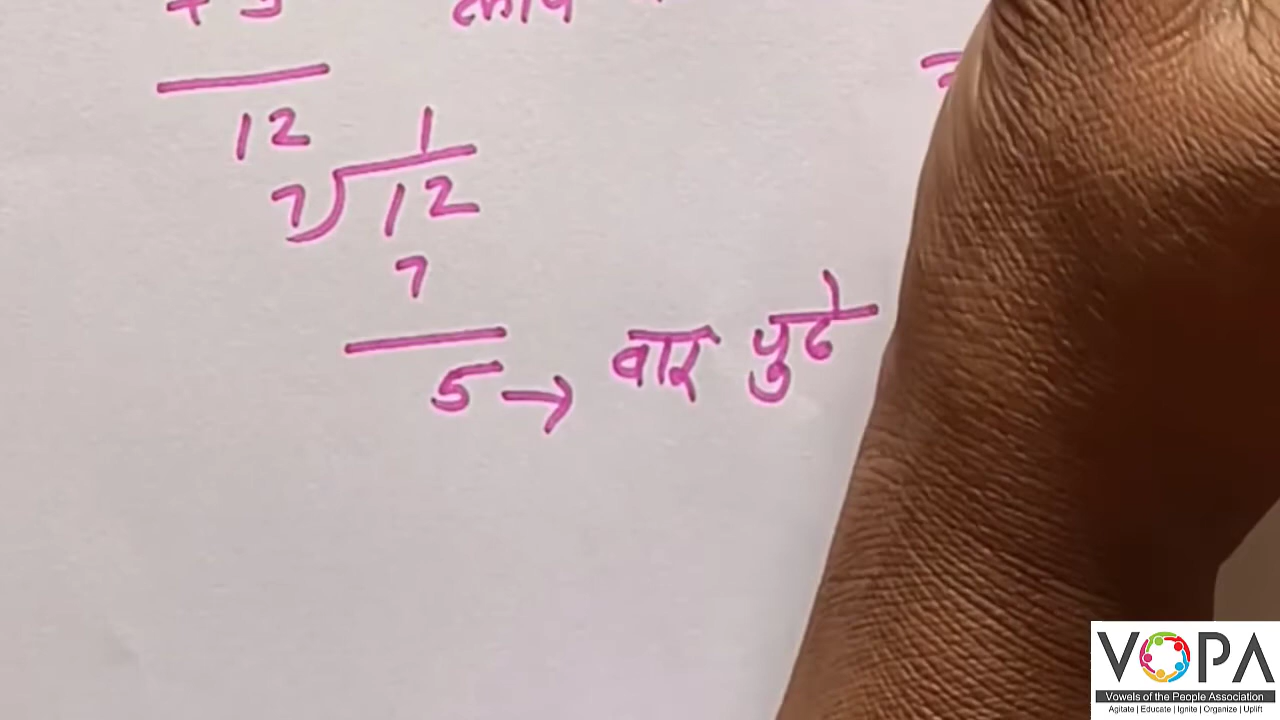 12
1
7 12
7
5 → वार पुढे
VOPA
Vowels of the People Association
Agitate | Educate | Ignite | Organize | Uplift